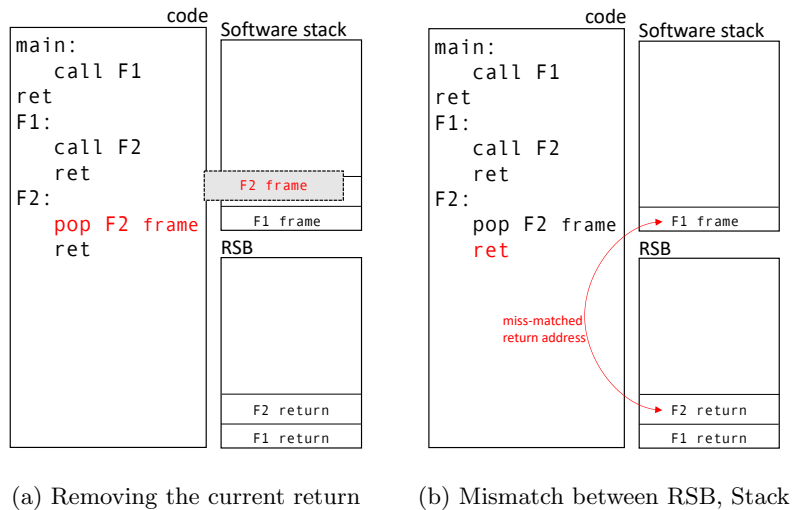 code
Software stack
main:
call F1
ret
F1:
call F2
ret
F2:
pop F2 frame
ret
F2 frame
F1 frame
RSB
F2 return
F1 return
(a) Removing the current return
code
Software stack
main:
call F1
ret
F1:
call F2
ret
F2:
pop F2 frame
ret
F1 frame
RSB
miss-matched
return address
F2 return
F1 return
(b) Mismatch between RSB, Stack